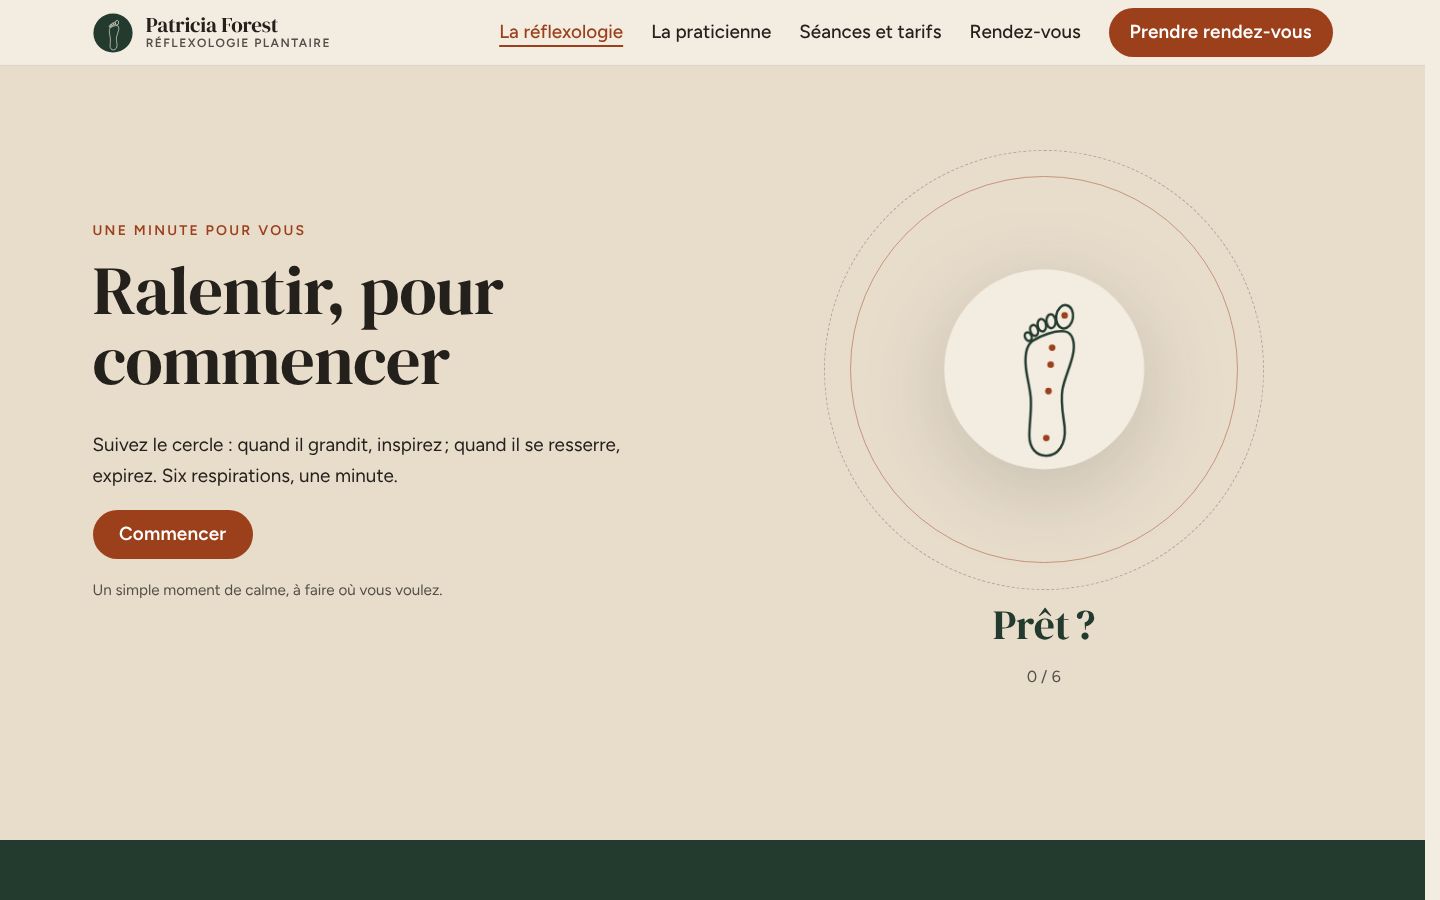 Patricia Forest
RÉFLEXOLOGIE PLANTAIRE
La réflexologie
La praticienne
Séances et tarifs
Rendez-vous
Prendre rendez-vous
UNE MINUTE POUR VOUS
Ralentir, pour
commencer
Suivez le cercle : quand il grandit, inspirez ; quand il se resserre,
expirez. Six respirations, une minute.
Commencer
Un simple moment de calme, à faire où vous voulez.
Prêt ?
0 / 6